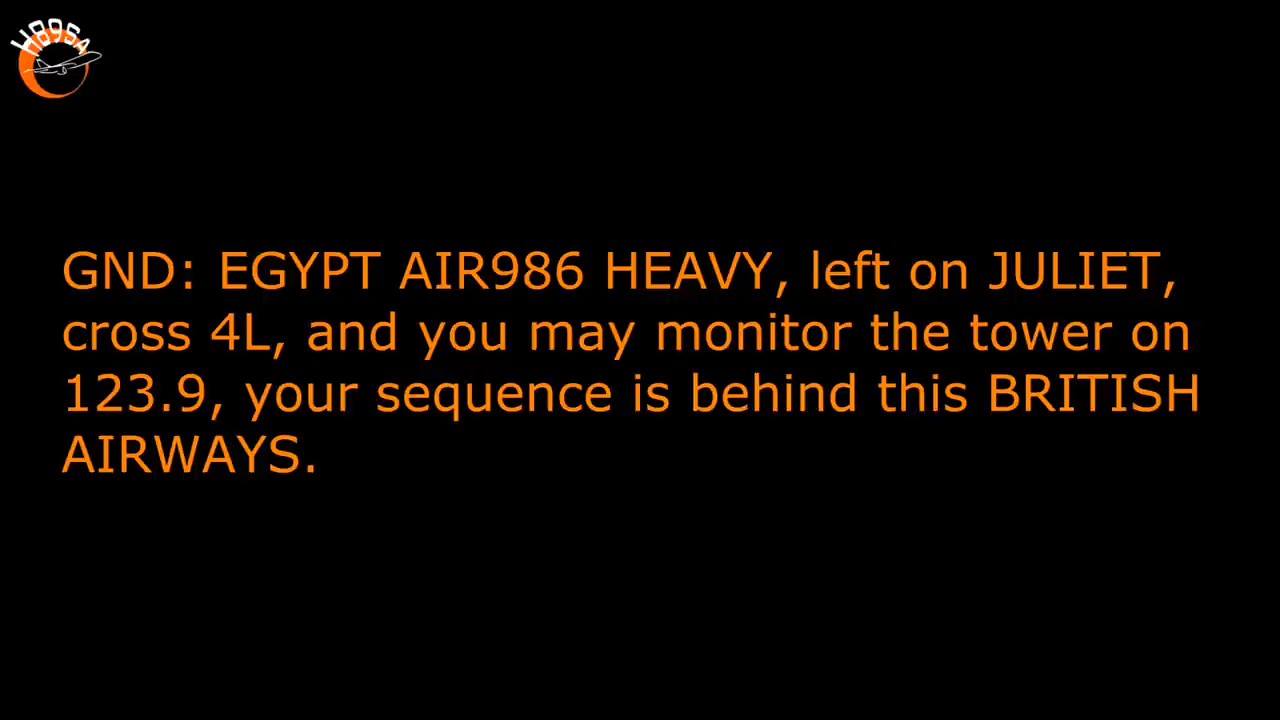 H89SA
GND: EGYPT AIR986 HEAVY, left on JULIET,
cross 4L, and you may monitor the tower on
123.9, your sequence is behind this BRITISH
AIRWAYS.